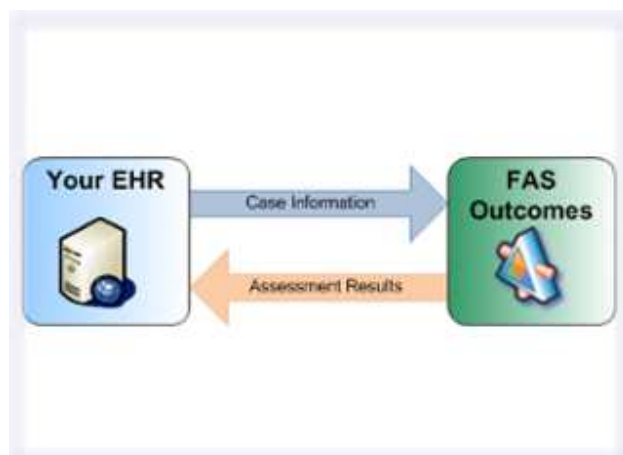 Your EHR
Case Information
FAS
Outcomes
Assessment Results